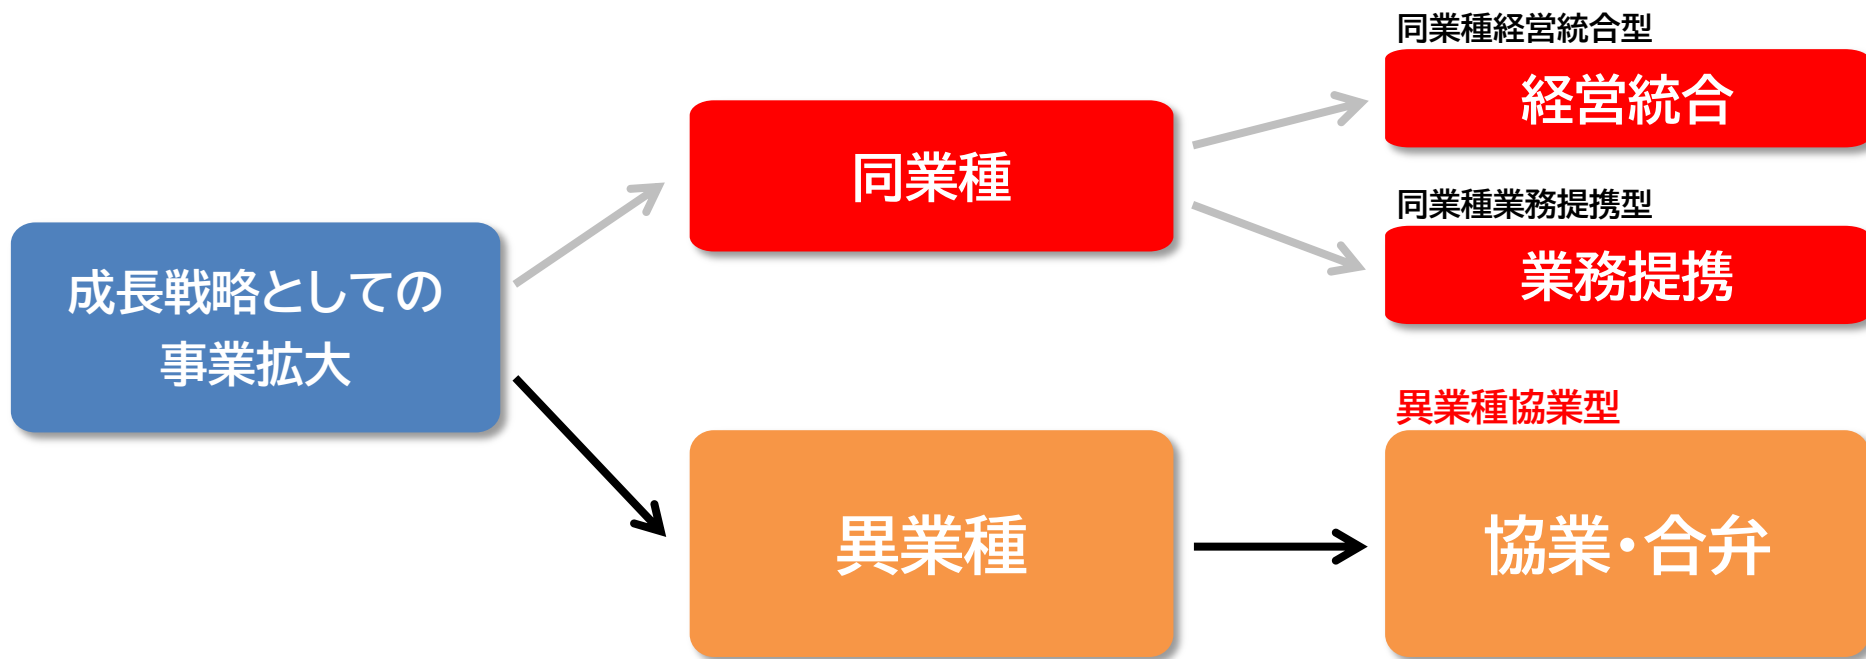 同業種経営統合型
経営統合
同業種
同業種業務提携型
業務提携
成長戦略としての
事業拡大
異業種協業型
異業種
協業・合弁